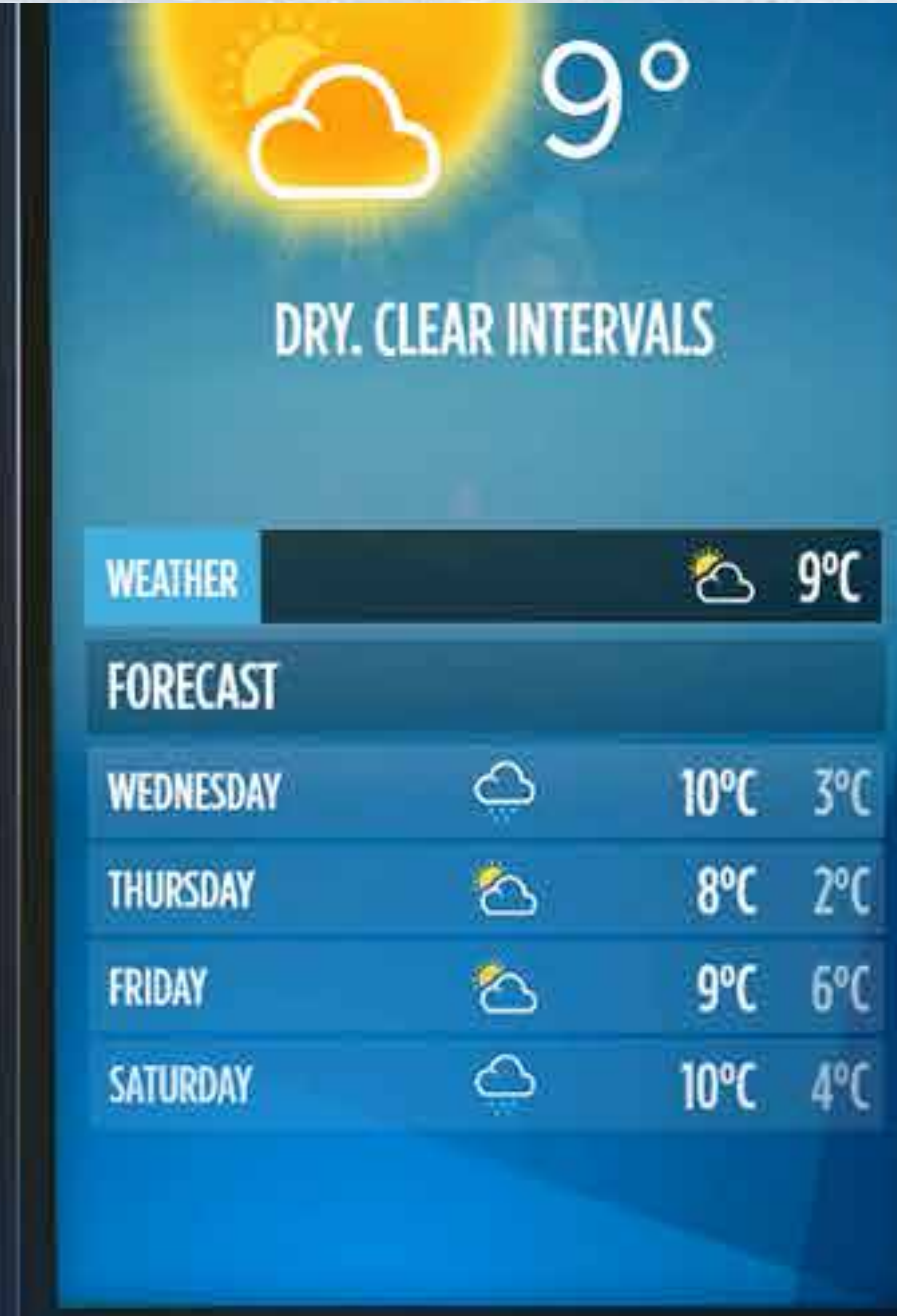 9°
DRY. CLEAR INTERVALS
WEATHER 9°C
FORECAST
WEDNESDAY 10°C 3°C
THURSDAY 8°C 2°C
FRIDAY 9°C 6°C
SATURDAY 10°C 4°C